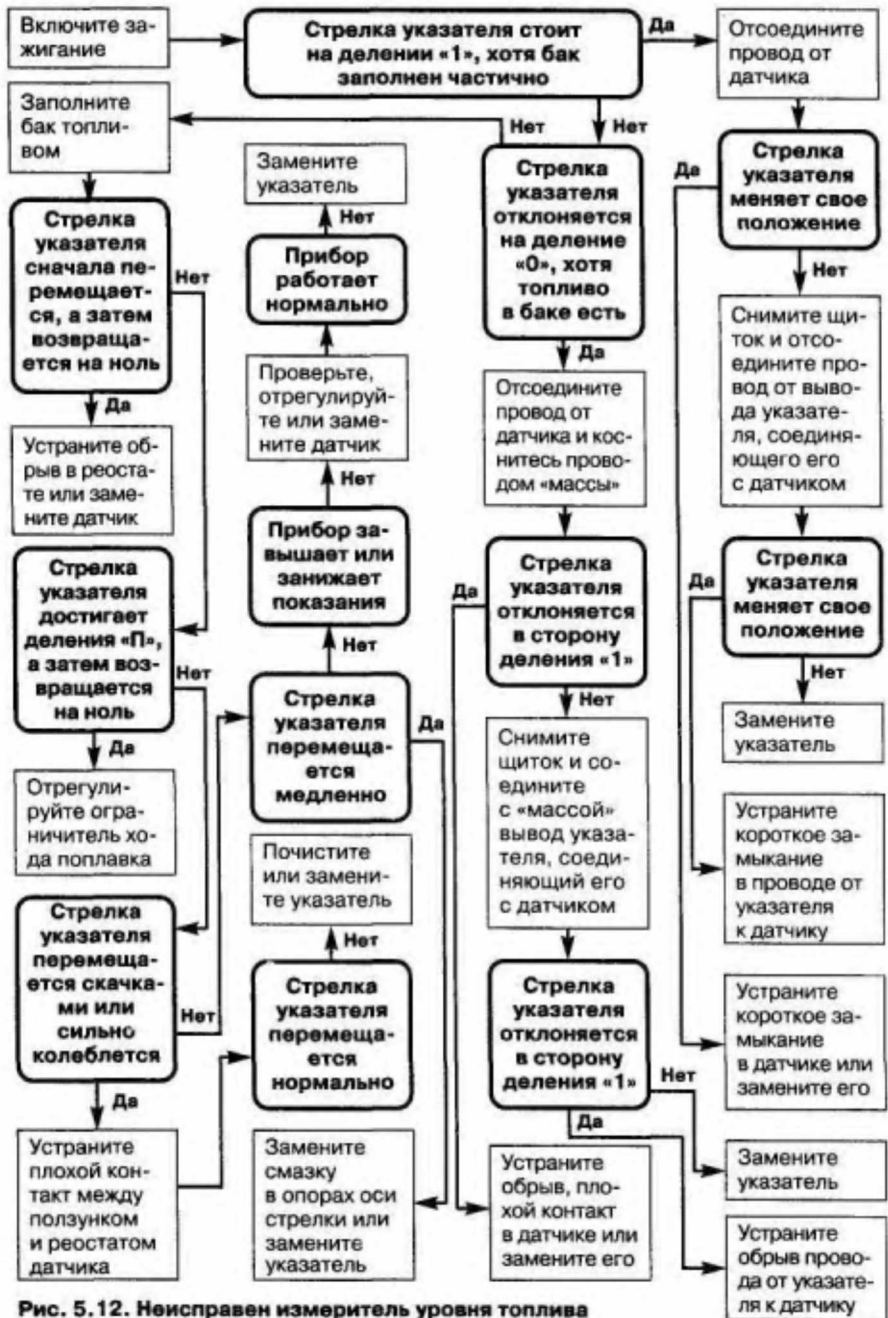 Включите за-
жигание
Стрелка указателя стоит
на делении «1», хотя бак
заполнен частично
Да
Отсоедините
провод от
датчика
Заполните
бак топли-
вом
Нет
Нет
Замените
указатель
Нет
Стрелка
указателя
отклоняется
на деление
«0», хотя
топливо
в баке есть
Да
Стрелка
указателя
меняет свое
положение
Нет
Стрелка
указателя
сначала пе-
ремещает-
ся, а затем
возвраща-
ется на ноль
Нет
Да
Прибор
работает
нормально
Да
Снимите щи-
ток и отсо-
едините про-
вод от выво-
да указате-
ля, соединя-
ющего его
с датчиком
Проверьте,
отрегулируй-
те или заме-
ните датчик
Нет
Отсоедините
провод от
датчика и кос-
нитесь прово-
дом «массы»
Устраните об-
рыв в реоста-
те или заме-
ните датчик
Прибор за-
вышает или
занижает
показания
Нет
Да
Стрелка
указателя
отклоняется
в сторону
деления «1»
Нет
Да
Стрелка
указателя
меняет свое
положение
Нет
Стрелка
указателя
достигает
деления «П»,
а затем воз-
вращается
на ноль
Нет
Да
Стрелка
указателя
перемеща-
ется
медленно
Да
Снимите
щиток и со-
едините
с «массой»
вывод указа-
теля, соеди-
няющий его
с датчиком
Замените
указатель
Отрегули-
руйте огра-
ничитель хо-
да поплавка
Почистите
или замени-
те указатель
Нет
Устраните
короткое за-
мыкание
в проводе от
указателя
к датчику
Стрелка
указателя
перемеща-
ется скачка-
ми или
сильно
колеблется
Нет
Да
Стрелка
указателя
перемеща-
ется
нормально
Стрелка
указателя
отклоняется
в сторону
деления «1»
Нет
Да
Устраните
короткое за-
мыкание
в датчике или
замените его
Устраните
плохой кон-
такт между
ползунком
и реостатом
датчика
Замените
смазку
в опорах оси
стрелки или
замените
указатель
Устраните
обрыв, пло-
хой контакт
в датчике или
замените его
Замените
указатель
Устраните
обрыв прово-
да от указате-
ля к датчику
Рис. 5.12. Неисправен измеритель уровня топлива